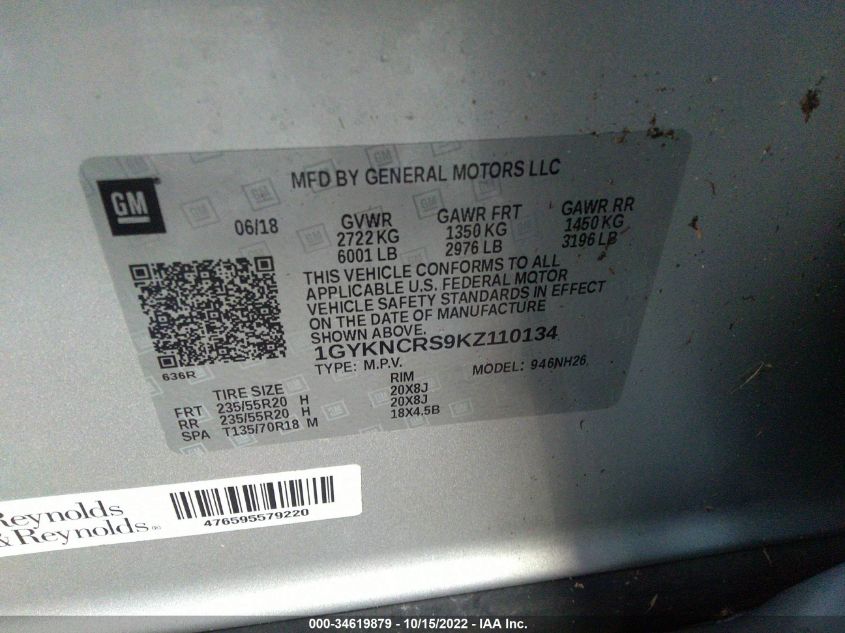 GM
MFD BY GENERAL MOTORS LLC
06/18
GVWR GAWR FRT GAWR RR
2722 KG 1350 KG 1450 KG
6001 LB 2976 LB 3196 LB
THIS VEHICLE CONFORMS TO ALL
APPLICABLE U.S. FEDERAL MOTOR
VEHICLE SAFETY STANDARDS IN EFFECT
ON THE DATE OF MANUFACTURE
SHOWN ABOVE.
1GYKNCRS9KZ110134
TYPE: M.P.V. MODEL: 946NH26
636R
TIRE SIZE RIM
FRT 235/55R20 H 20X8J
RR 235/55R20 H 20X8J
SPA T135/70R18 M 18X4.5B
Reynolds
&Reynolds
476595579220
000-34619879 - 10/15/2022 - IAA Inc.